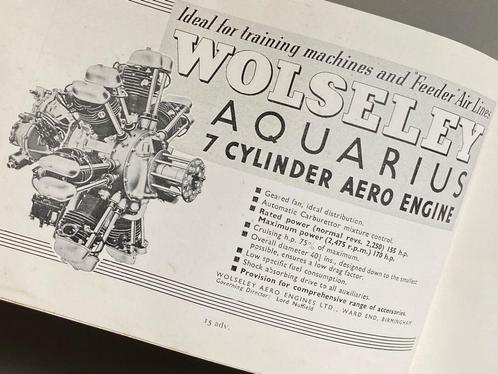 Ideal for training machines and "Feeder" Air Lines
WOLSELEY
AQUARIUS
7 CYLINDER AERO ENGINE
■ Geared fan; ideal distribution.
■ Automatic Carburettor mixture control.
■ Rated power (normal revs. 2,250) 155 h.p.
Maximum power (2,475 r.p.m.) 170 h.p.
■ Cruising h.p. 75% of maximum.
■ Overall diameter 40½ ins., designed down to the smallest
possible, ensures a low drag factor.
■ Low specific fuel consumption.
■ Shock absorbing drive to all auxiliaries.
■ Provision for comprehensive range of accessories.
WOLSELEY AERO ENGINES LTD., WARD END, BIRMINGHAM
Governing Director: Lord Nuffield
15 adv.